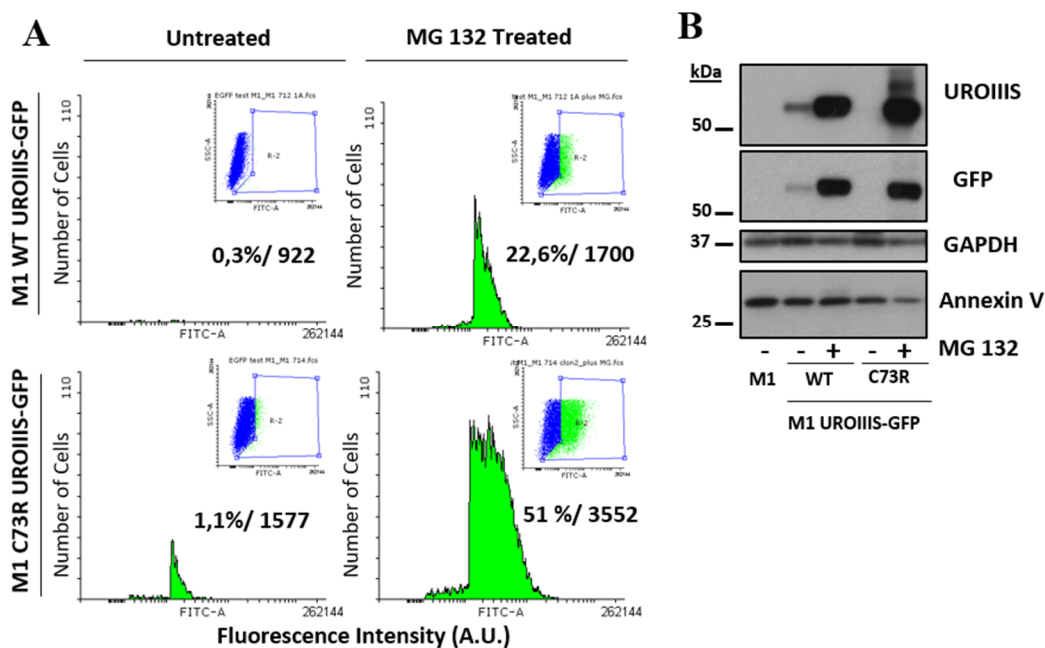 A
Untreated
MG 132 Treated
M1 WT UROIIIS-GFP
Number of Cells
110
EGFP test M1_M1 712 1A.fcs
SSC-A
R-2
FITC-A
262144
0,3%/ 922
FITC-A
262144
Number of Cells
110
test M1_M1 712 1A plus MG.fcs
SSC-A
R-2
FITC-A
262144
22,6%/ 1700
FITC-A
262144
M1 C73R UROIIIS-GFP
Number of Cells
110
EGFP test M1_M1 714.fcs
SSC-A
R-2
FITC-A
262144
1,1%/ 1577
FITC-A
262144
Number of Cells
110
M1_M1 714 clon2_plus MG.fcs
SSC-A
R-2
FITC-A
262144
51 %/ 3552
FITC-A
262144
Fluorescence Intensity (A.U.)
B
kDa
UROIIIS
50
GFP
50
37
GAPDH
Annexin V
25
- - + - + MG 132
M1 WT C73R
M1 UROIIIS-GFP